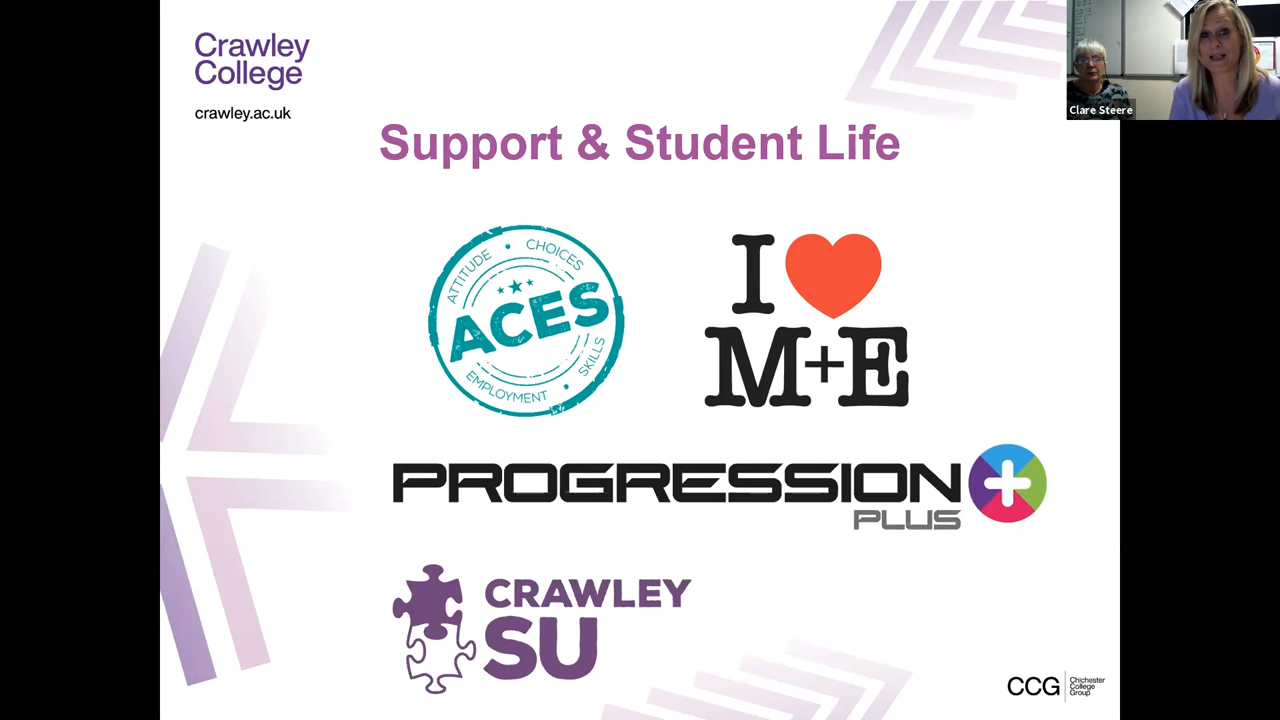 Crawley
College
crawley.ac.uk
Clare Steere
Support & Student Life
ATTITUDE • CHOICES
ACES
EMPLOYMENT • SKILLS
I
M+E
PROGRESSION
PLUS
CRAWLEY
SU
CCG
Chichester
College
Group